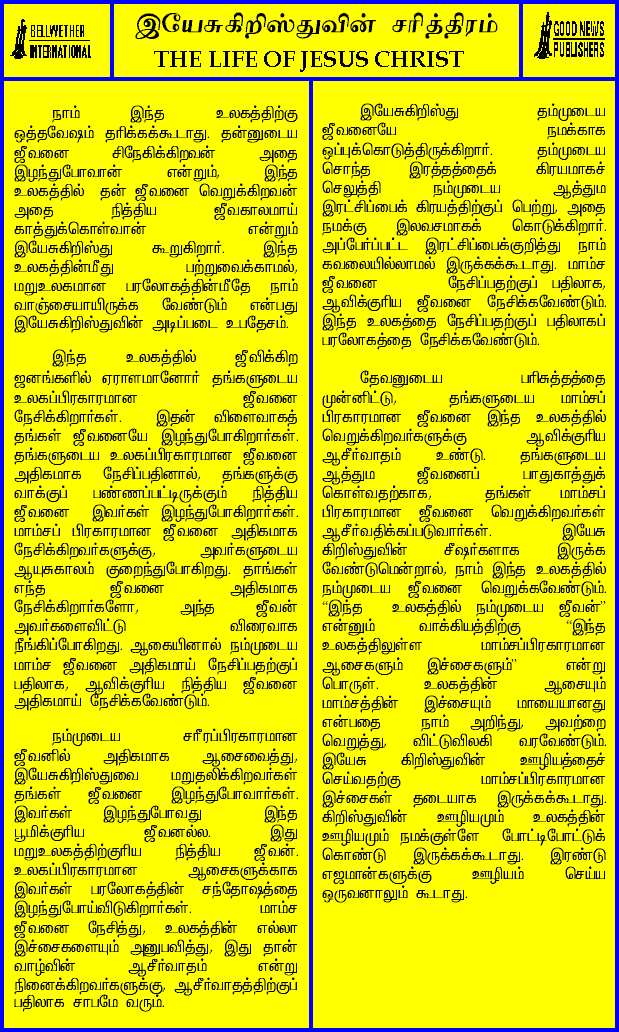 BELLWETHER
INTERNATIONAL
இயேசுகிறிஸ்துவின் சரித்திரம்
THE LIFE OF JESUS CHRIST
GOOD NEWS
PUBLISHERS
நாம் இந்த உலகத்திற்கு
ஒத்தவேஷம் தரிக்கக்கூடாது. தன்னுடைய
ஜீவனை சிநேகிக்கிறவன் அதை
இழந்துபோவான் என்றும், இந்த
உலகத்தில் தன் ஜீவனை வெறுக்கிறவன்
அதை நித்திய ஜீவகாலமாய்
காத்துக்கொள்வான் என்றும்
இயேசுகிறிஸ்து கூறுகிறார். இந்த
உலகத்தின்மீது பற்றுவைக்காமல்,
மறுஉலகமான பரலோகத்தின்மீதே நாம்
வாஞ்சையாயிருக்க வேண்டும் என்பது
இயேசுகிறிஸ்துவின் அடிப்படை உபதேசம்.
இந்த உலகத்தில் ஜீவிக்கிற
ஜனங்களில் ஏராளமானோர் தங்களுடைய
உலகப்பிரகாரமான ஜீவனை
நேசிக்கிறார்கள். இதன் விளைவாகத்
தங்கள் ஜீவனையே இழந்துபோகிறார்கள்.
தங்களுடைய உலகப்பிரகாரமான ஜீவனை
அதிகமாக நேசிப்பதினால், தங்களுக்கு
வாக்குப் பண்ணப்பட்டிருக்கும் நித்திய
ஜீவனை இவர்கள் இழந்துபோகிறார்கள்.
மாம்சப் பிரகாரமான ஜீவனை அதிகமாக
நேசிக்கிறவர்களுக்கு, அவர்களுடைய
ஆயுசுகாலம் குறைந்துபோகிறது. தாங்கள்
எந்த ஜீவனை அதிகமாக
நேசிக்கிறார்களோ, அந்த ஜீவன்
அவர்களைவிட்டு விரைவாக
நீங்கிப்போகிறது. ஆகையினால் நம்முடைய
மாம்ச ஜீவனை அதிகமாய் நேசிப்பதற்குப்
பதிலாக, ஆவிக்குரிய நித்திய ஜீவனை
அதிகமாய் நேசிக்கவேண்டும்.
நம்முடைய சரீரப்பிரகாரமான
ஜீவனில் அதிகமாக ஆசைவைத்து,
இயேசுகிறிஸ்துவை மறுதலிக்கிறவர்கள்
தங்கள் ஜீவனை இழந்துபோவார்கள்.
இவர்கள் இழந்துபோவது இந்த
பூமிக்குரிய ஜீவனல்ல. இது
மறுஉலகத்திற்குரிய நித்திய ஜீவன்.
உலகப்பிரகாரமான ஆசைகளுக்காக
இவர்கள் பரலோகத்தின் சந்தோஷத்தை
இழந்துபோய்விடுகிறார்கள். மாம்ச
ஜீவனை நேசித்து, உலகத்தின் எல்லா
இச்சைகளையும் அனுபவித்து, இது தான்
வாழ்வின் ஆசீர்வாதம் என்று
நினைக்கிறவர்களுக்கு, ஆசீர்வாதத்திற்குப்
பதிலாக சாபமே வரும்.
இயேசுகிறிஸ்து தம்முடைய
ஜீவனையே நமக்காக
ஒப்புக்கொடுத்திருக்கிறார். தம்முடைய
சொந்த இரத்தத்தைக் கிரயமாகச்
செலுத்தி நம்முடைய ஆத்தும
இரட்சிப்பைக் கிரயத்திற்குப் பெற்று, அதை
நமக்கு இலவசமாகக் கொடுக்கிறார்.
அப்பேர்ப்பட்ட இரட்சிப்பைக்குறித்து நாம்
கவலையில்லாமல் இருக்கக்கூடாது. மாம்ச
ஜீவனை நேசிப்பதற்குப் பதிலாக,
ஆவிக்குரிய ஜீவனை நேசிக்கவேண்டும்.
இந்த உலகத்தை நேசிப்பதற்குப் பதிலாகப்
பரலோகத்தை நேசிக்கவேண்டும்.
தேவனுடைய பரிசுத்தத்தை
முன்னிட்டு, தங்களுடைய மாம்சப்
பிரகாரமான ஜீவனை இந்த உலகத்தில்
வெறுக்கிறவர்களுக்கு ஆவிக்குரிய
ஆசீர்வாதம் உண்டு. தங்களுடைய
ஆத்தும ஜீவனைப் பாதுகாத்துக்
கொள்வதற்காக, தங்கள் மாம்சப்
பிரகாரமான ஜீவனை வெறுக்கிறவர்கள்
ஆசீர்வதிக்கப்படுவார்கள். இயேசு
கிறிஸ்துவின் சீஷர்களாக இருக்க
வேண்டுமென்றால், நாம் இந்த உலகத்தில்
நம்முடைய ஜீவனை வெறுக்கவேண்டும்.
“இந்த உலகத்தில் நம்முடைய ஜீவன்”
என்னும் வாக்கியத்திற்கு “இந்த
உலகத்திலுள்ள மாம்சப்பிரகாரமான
ஆசைகளும் இச்சைகளும்” என்று
பொருள். உலகத்தின் ஆசையும்
மாம்சத்தின் இச்சையும் மாயையானது
என்பதை நாம் அறிந்து, அவற்றை
வெறுத்து, விட்டுவிலகி வரவேண்டும்.
இயேசு கிறிஸ்துவின் ஊழியத்தைச்
செய்வதற்கு மாம்சப்பிரகாரமான
இச்சைகள் தடையாக இருக்கக்கூடாது.
கிறிஸ்துவின் ஊழியமும் உலகத்தின்
ஊழியமும் நமக்குள்ளே போட்டிபோட்டுக்
கொண்டு இருக்கக்கூடாது. இரண்டு
எஜமான்களுக்கு ஊழியம் செய்ய
ஒருவனாலும் கூடாது.